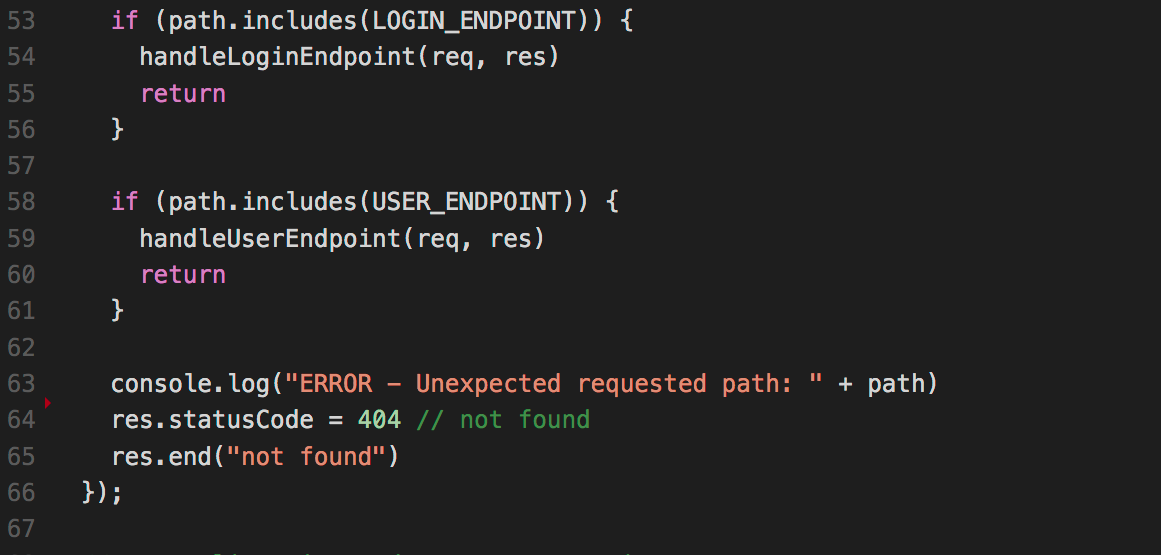 53 if (path.includes(LOGIN_ENDPOINT)) {
54 handleLoginEndpoint(req, res)
55 return
56 }
57
58 if (path.includes(USER_ENDPOINT)) {
59 handleUserEndpoint(req, res)
60 return
61 }
62
63 console.log("ERROR – Unexpected requested path: " + path)
64 res.statusCode = 404 // not found
65 res.end("not found")
66 });
67